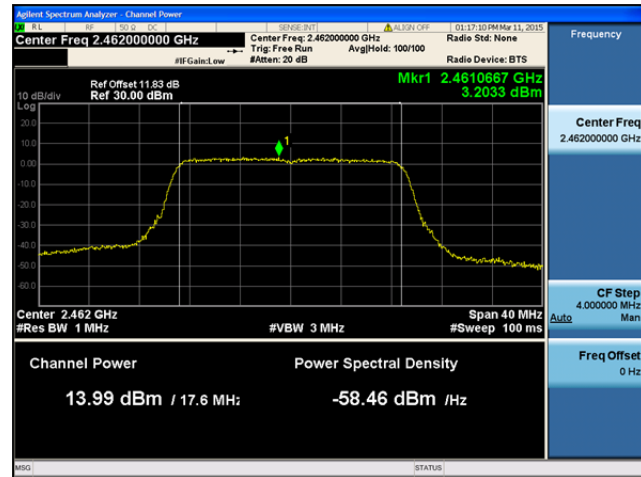 Agilent Spectrum Analyzer - Channel Power
RL RF 50 Ω DC SENSE:INT ALIGN OFF 01:17:10 PM Mar 11, 2015
Center Freq 2.462000000 GHz
Center Freq: 2.462000000 GHz
Radio Std: None
Trig: Free Run Avg|Hold: 100/100
#IFGain:Low #Atten: 20 dB Radio Device: BTS
Frequency
Mkr1 2.4610667 GHz
3.2033 dBm
Ref Offset 11.83 dB
10 dB/div Ref 30.00 dBm
Log
20.0
10.0
0.00
-10.0
-20.0
-30.0
-40.0
-50.0
-60.0
1
Center 2.462 GHz Span 40 MHz
#Res BW 1 MHz #VBW 3 MHz #Sweep 100 ms
Channel Power Power Spectral Density
13.99 dBm / 17.6 MHz -58.46 dBm /Hz
Center Freq
2.462000000 GHz
CF Step
4.000000 MHz
Auto Man
Freq Offset
0 Hz
MSG STATUS